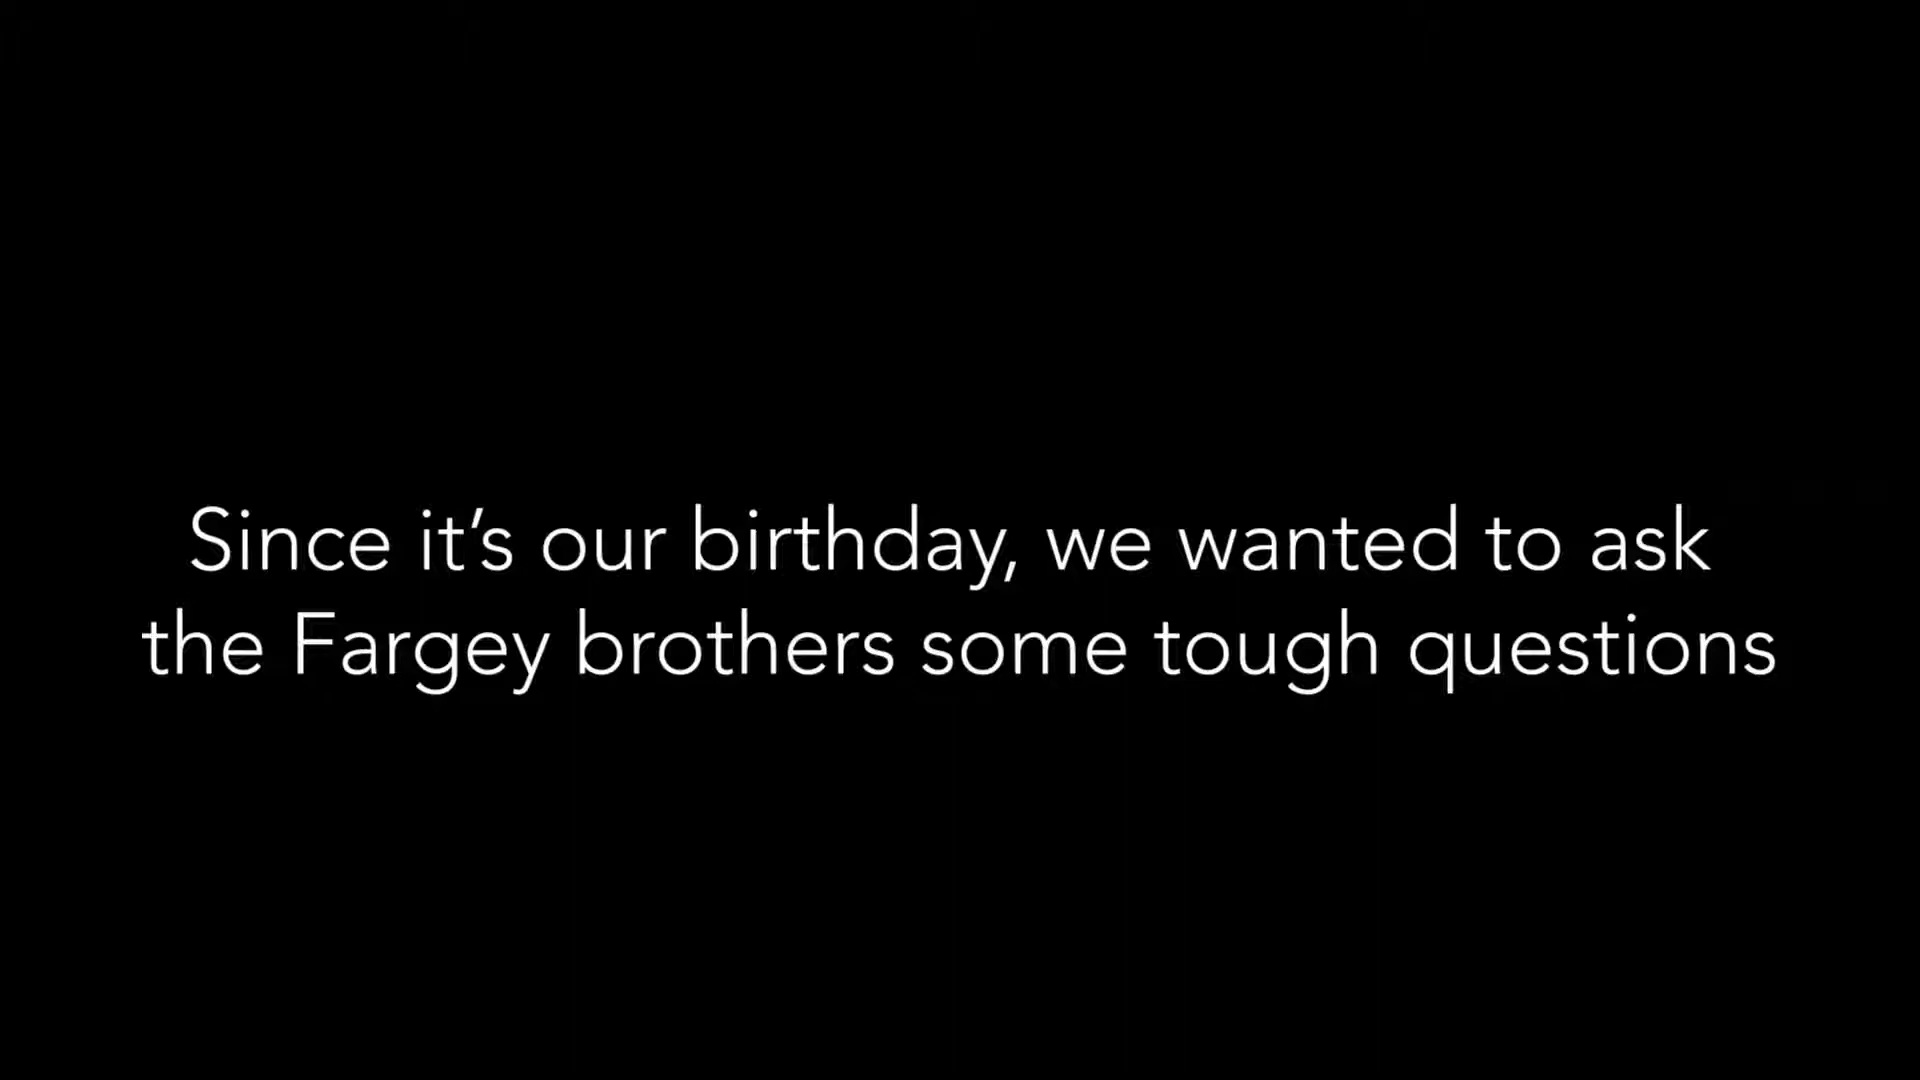 Since it’s our birthday, we wanted to ask
the Fargey brothers some tough questions